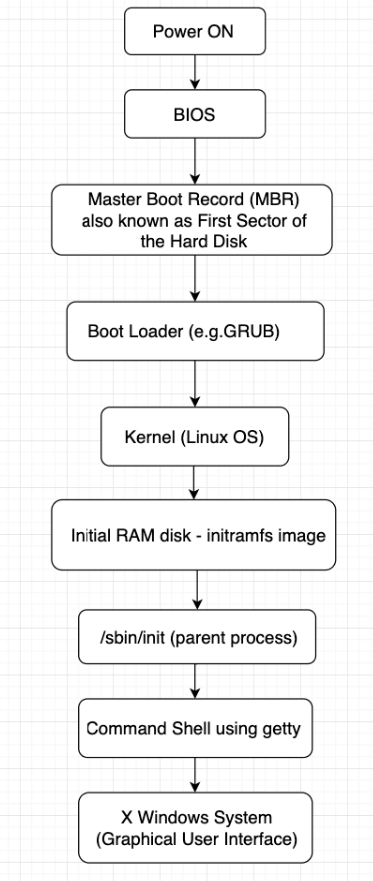 Power ON
BIOS
Master Boot Record (MBR)
also known as First Sector of
the Hard Disk
Boot Loader (e.g.GRUB)
Kernel (Linux OS)
Initial RAM disk - initramfs image
/sbin/init (parent process)
Command Shell using getty
X Windows System
(Graphical User Interface)